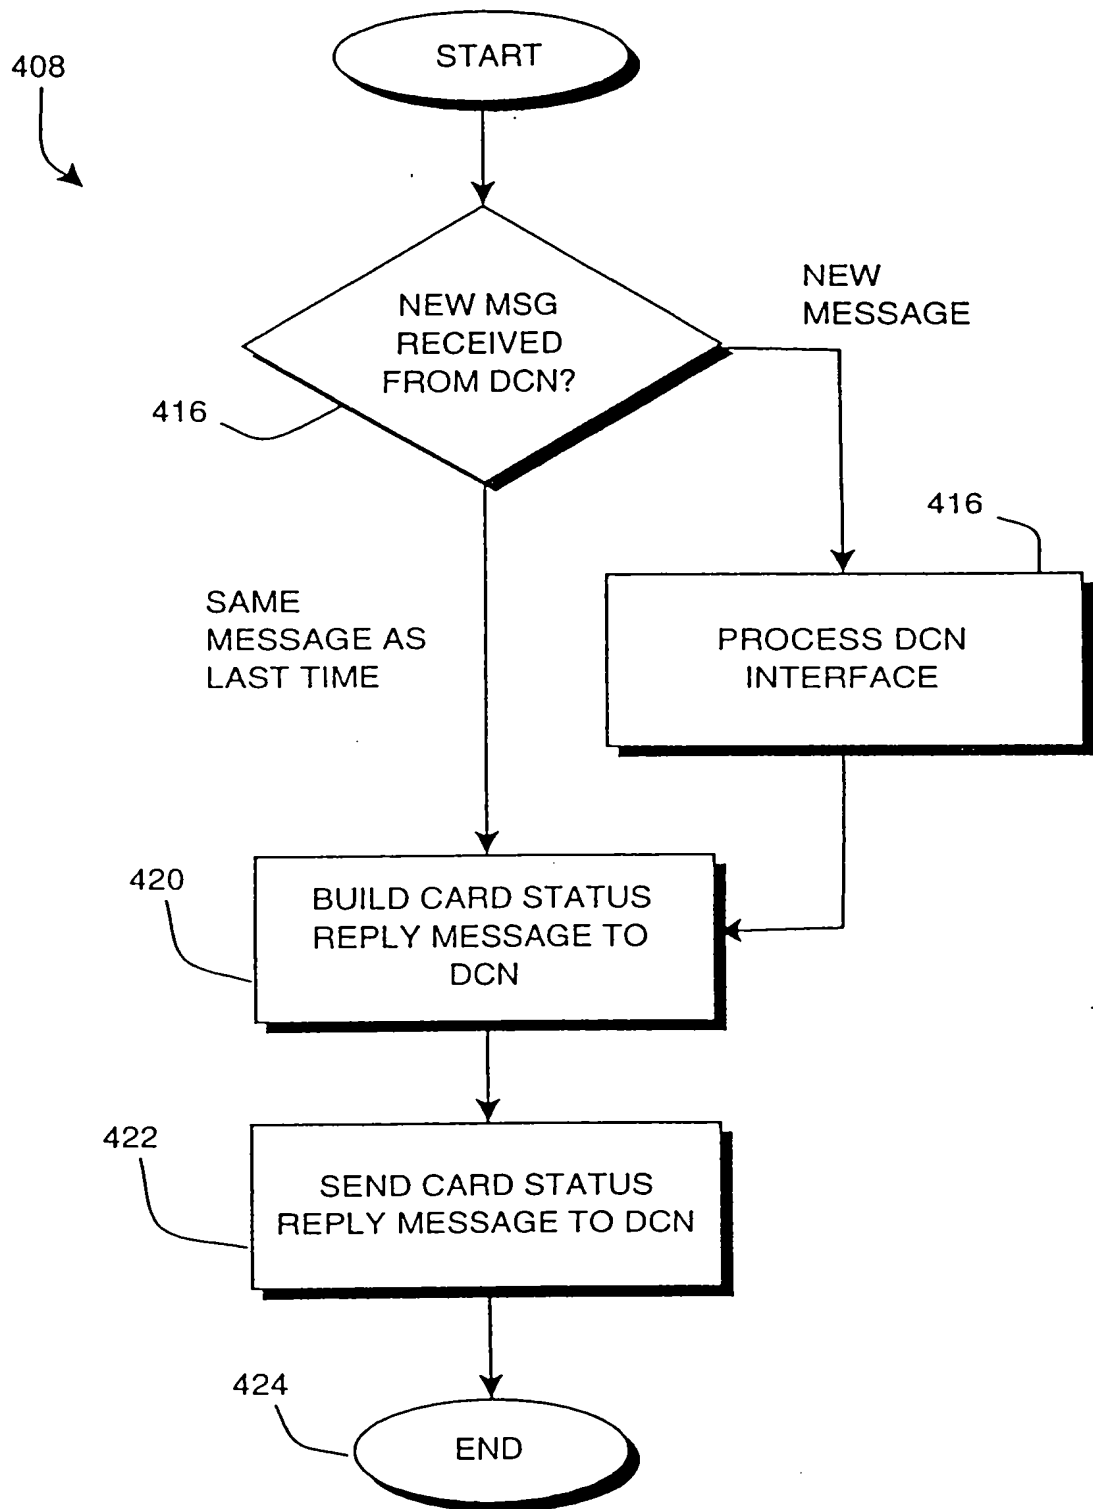 START
408
NEW MSG
RECEIVED
FROM DCN?
NEW
MESSAGE
416
416
SAME
MESSAGE AS
LAST TIME
PROCESS DCN
INTERFACE
420
BUILD CARD STATUS
REPLY MESSAGE TO
DCN
422
SEND CARD STATUS
REPLY MESSAGE TO DCN
424
END